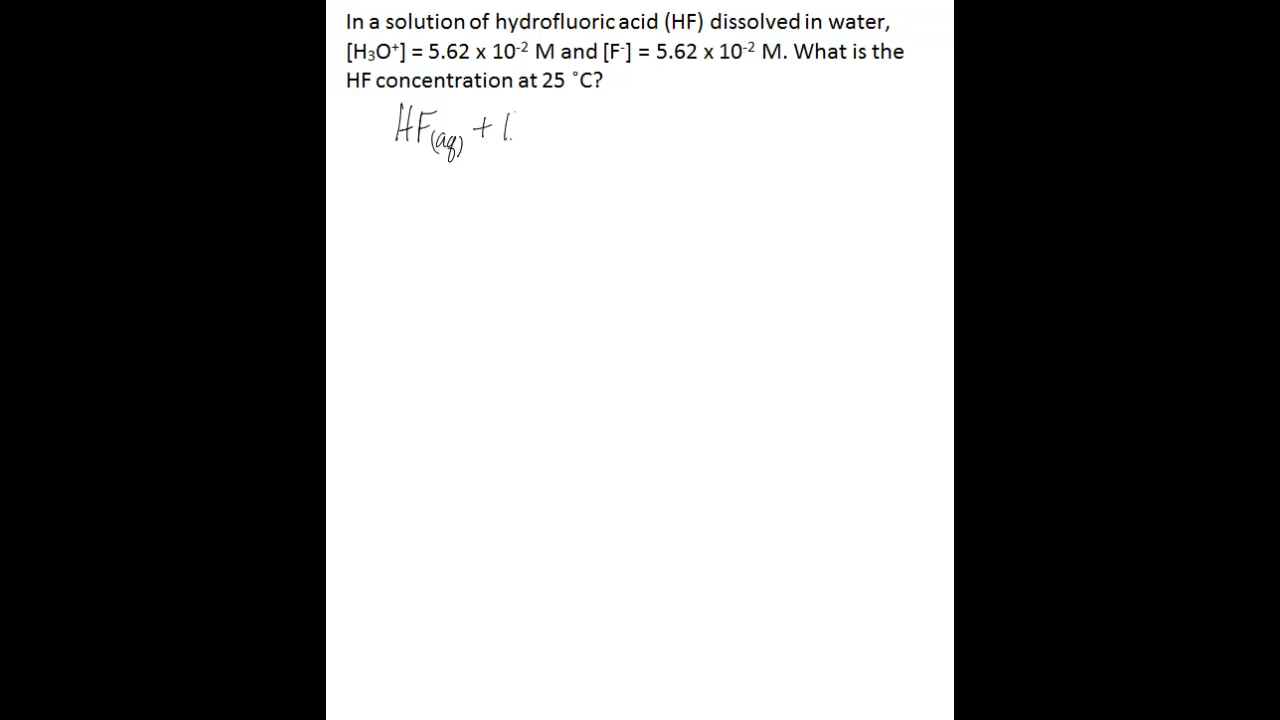 In a solution of hydrofluoric acid (HF) dissolved in water,
[H₃O⁺] = 5.62 x 10⁻² M and [F⁻] = 5.62 x 10⁻² M. What is the
HF concentration at 25 ˚C?
HF(aq) +